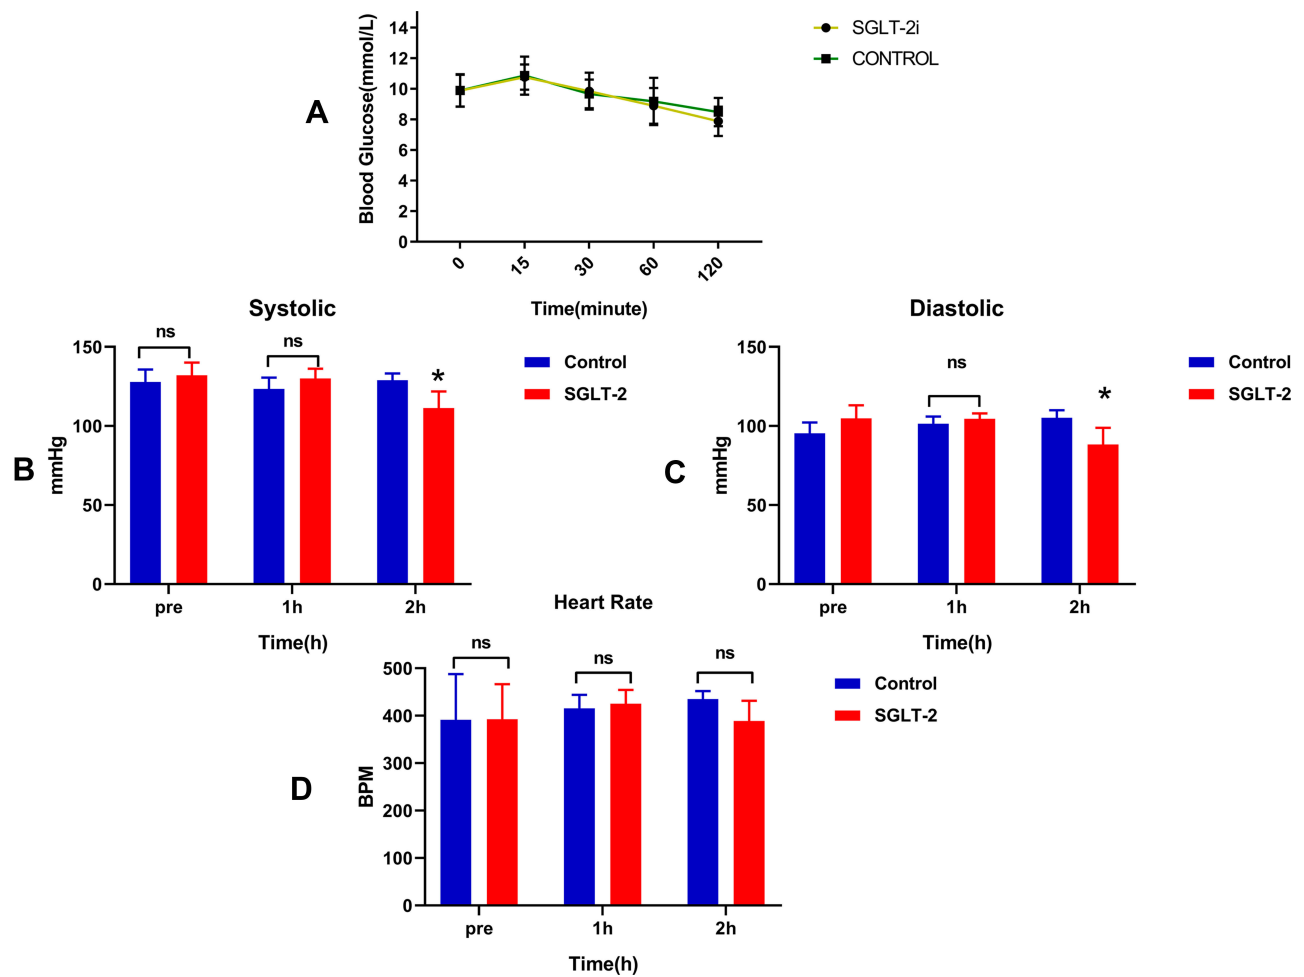 A
Blood Glucose(mmol/L)
14
12
10
8
6
4
2
0
0
15
30
60
120
Time(minute)
SGLT-2i
CONTROL
B
Systolic
mmHg
150
100
50
0
ns
ns
*
pre
1h
2h
Time(h)
Control
SGLT-2
C
Diastolic
mmHg
150
100
50
0
ns
*
pre
1h
2h
Time(h)
Control
SGLT-2
D
Heart Rate
BPM
500
400
300
200
100
0
ns
ns
ns
pre
1h
2h
Time(h)
Control
SGLT-2